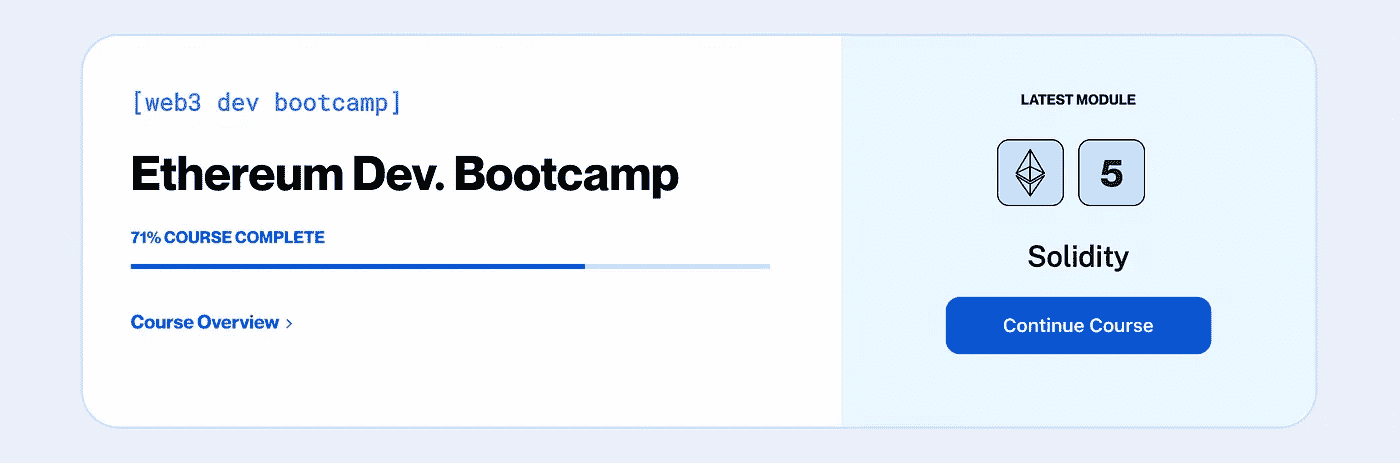 [web3 dev bootcamp]
Ethereum Dev. Bootcamp
71% COURSE COMPLETE
Course Overview >
LATEST MODULE
5
Solidity
Continue Course